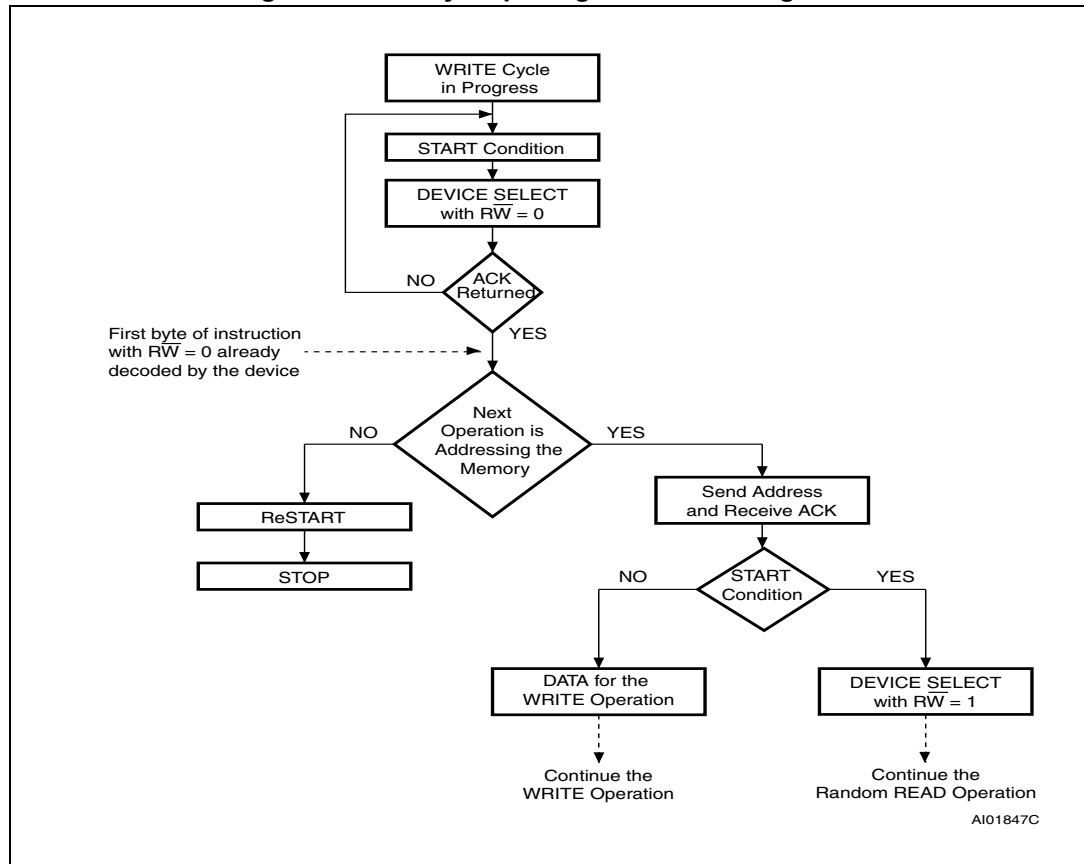 WRITE Cycle
in Progress
START Condition
DEVICE SELECT
with RW̅ = 0
NO
ACK
Returned
YES
First byte of instruction
with RW̅ = 0 already
decoded by the device
NO
Next
Operation is
Addressing the
Memory
YES
ReSTART
STOP
Send Address
and Receive ACK
NO
START
Condition
YES
DATA for the
WRITE Operation
DEVICE SELECT
with RW̅ = 1
Continue the
WRITE Operation
Continue the
Random READ Operation
AI01847C